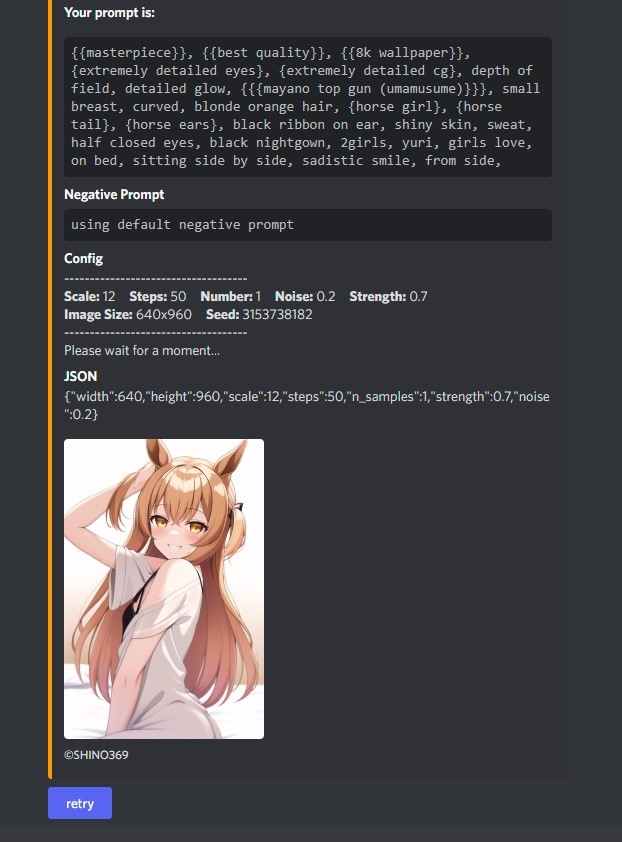 Your prompt is:
{{masterpiece}}, {{best quality}}, {{8k wallpaper}},
{extremely detailed eyes}, {extremely detailed cg}, depth of
field, detailed glow, {{{mayano top gun (umamusume)}}}, small
breast, curved, blonde orange hair, {horse girl}, {horse
tail}, {horse ears}, black ribbon on ear, shiny skin, sweat,
half closed eyes, black nightgown, 2girls, yuri, girls love,
on bed, sitting side by side, sadistic smile, from side,
Negative Prompt
using default negative prompt
Config
------------------------------------
Scale: 12 Steps: 50 Number: 1 Noise: 0.2 Strength: 0.7
Image Size: 640x960 Seed: 3153738182
------------------------------------
Please wait for a moment...
JSON
{"width":640,"height":960,"scale":12,"steps":50,"n_samples":1,"strength":0.7,"noise
":0.2}
©SHINO369
retry